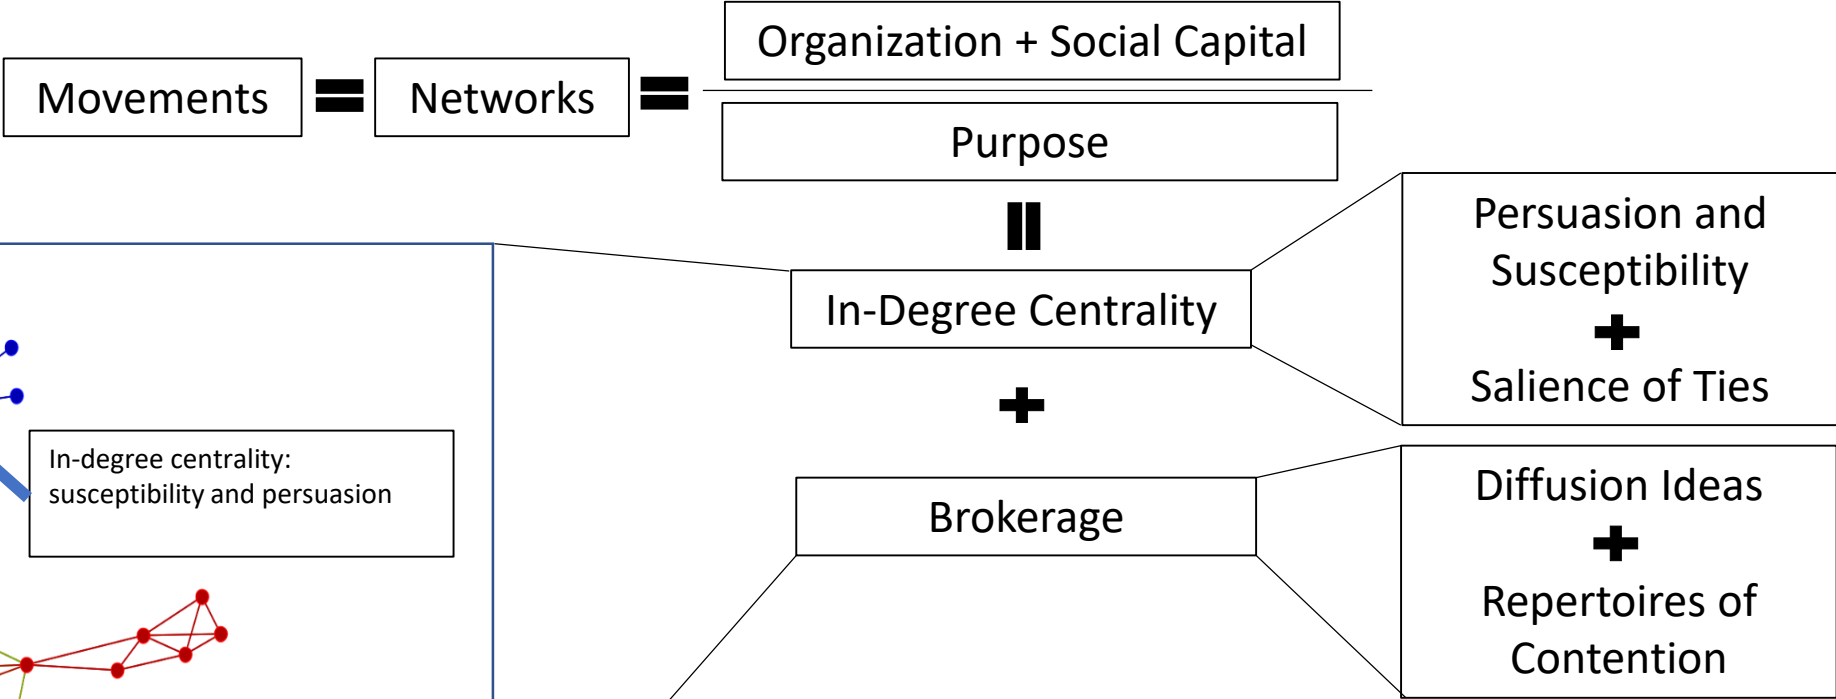 Organization + Social Capital
Movements
Networks
Purpose
Persuasion and
Susceptibility
Salience of Ties
In-Degree Centrality
In-degree centrality:
susceptibility and persuasion
Brokerage
Diffusion Ideas
Repertoires of
Contention